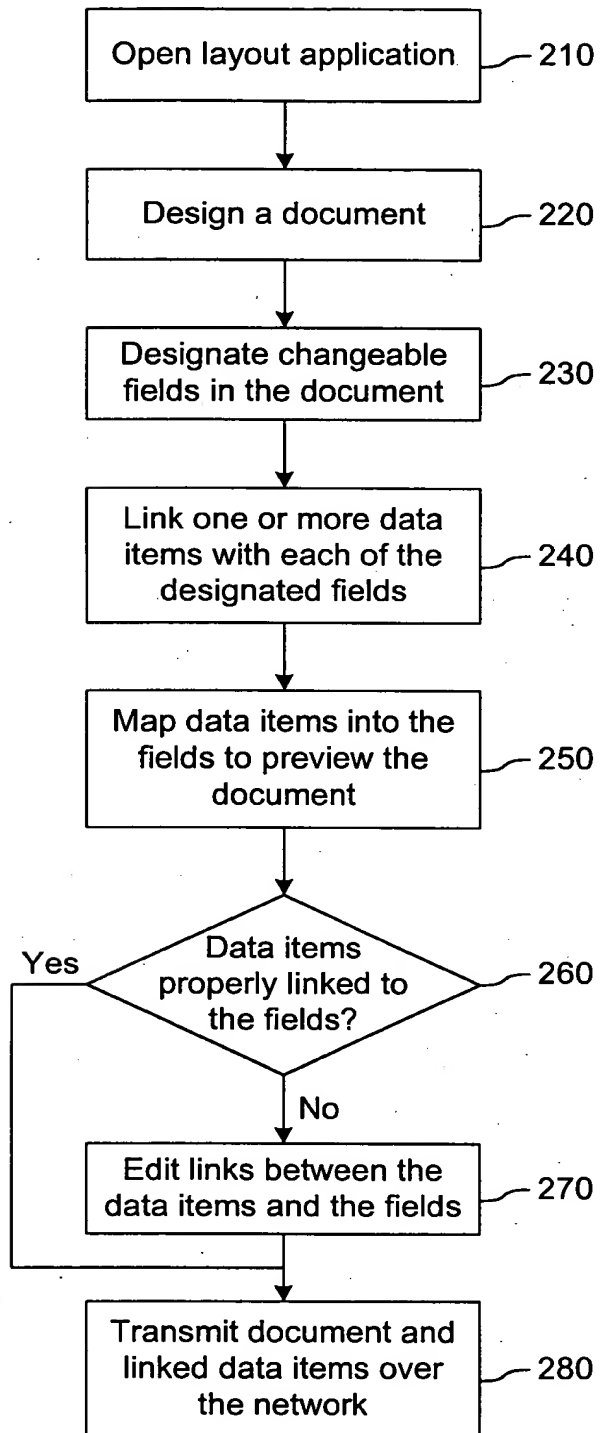 Open layout application
210
Design a document
220
Designate changeable
fields in the document
230
Link one or more data
items with each of the
designated fields
240
Map data items into the
fields to preview the
document
250
Yes
Data items
properly linked to
the fields?
260
No
Edit links between the
data items and the fields
270
Transmit document and
linked data items over
the network
280